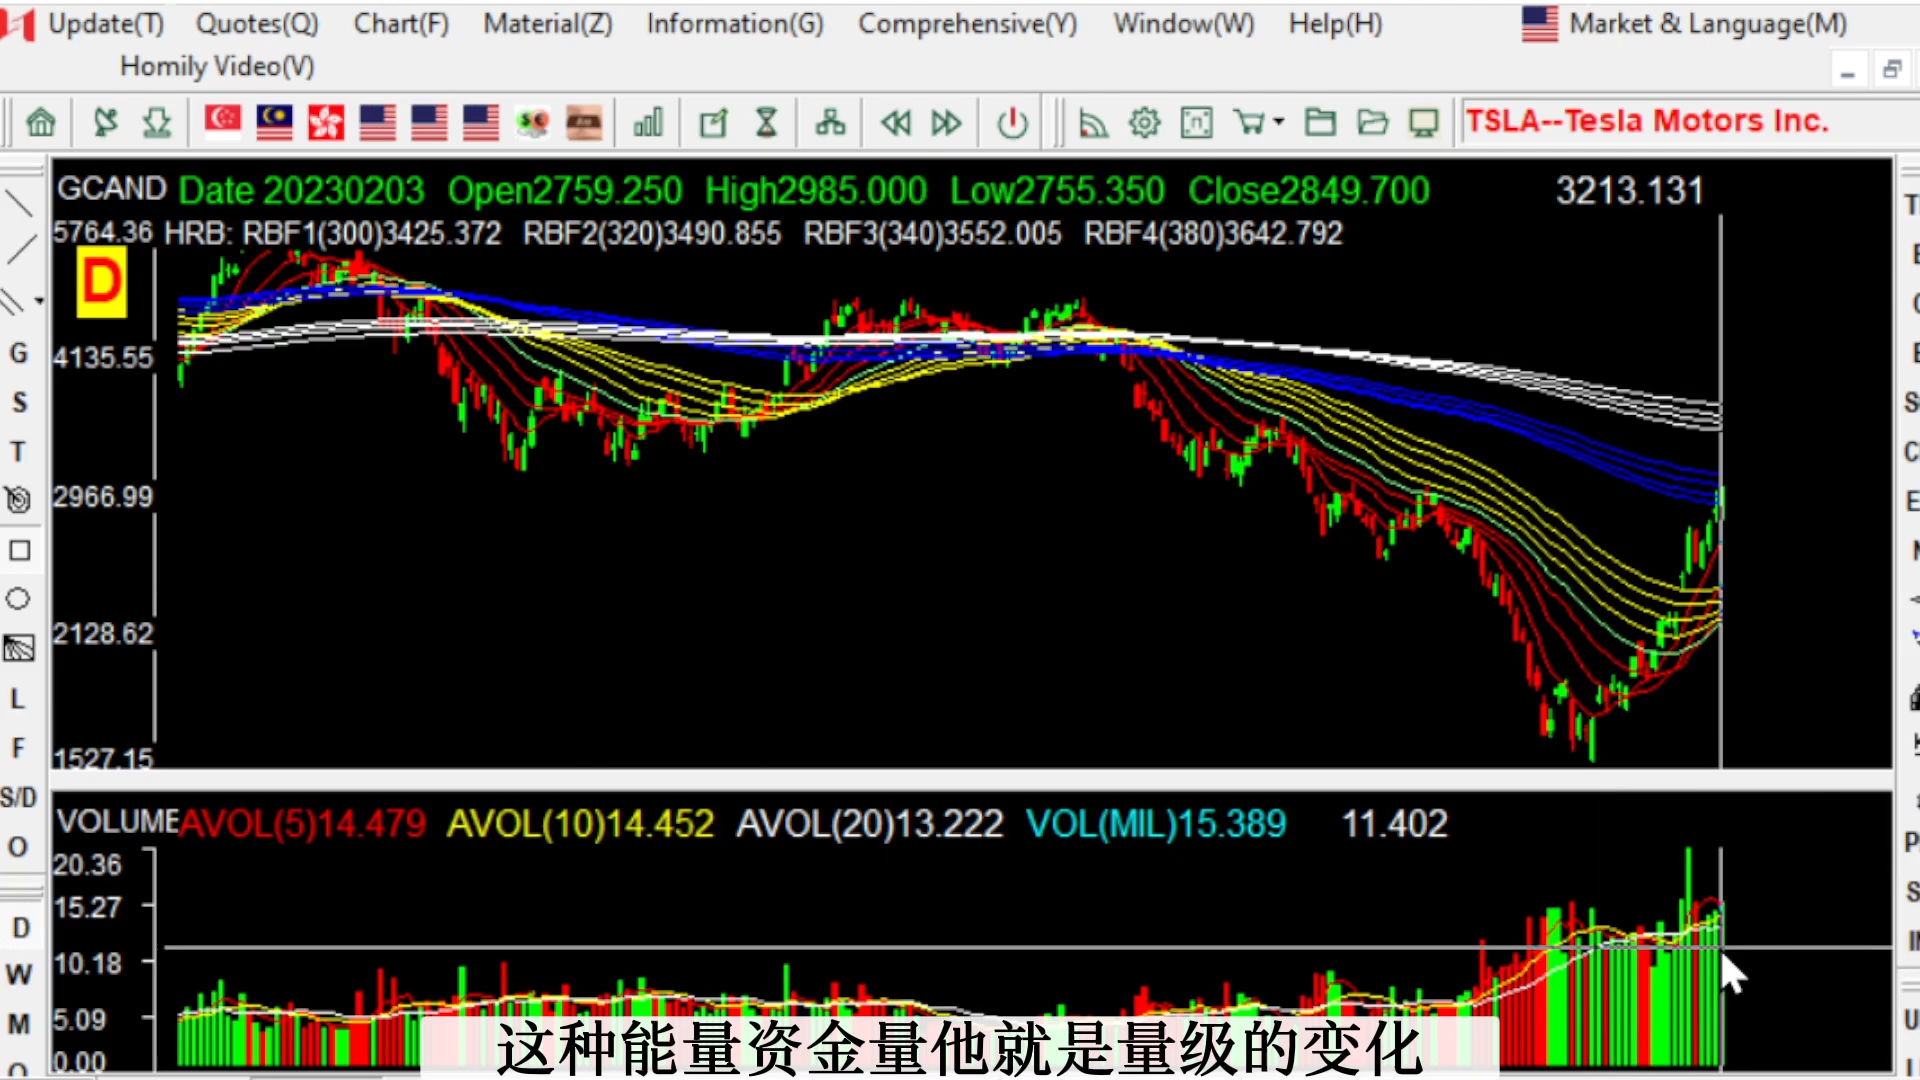 Update(T) Quotes(Q) Chart(F) Material(Z) Information(G) Comprehensive(Y) Window(W) Help(H) Market & Language(M)
Homily Video(V)
TSLA--Tesla Motors Inc.
GCAND Date 20230203 Open2759.250 High2985.000 Low2755.350 Close2849.700 3213.131
5764.36 HRB: RBF1(300)3425.372 RBF2(320)3490.855 RBF3(340)3552.005 RBF4(380)3642.792
D
G
4135.55
S
T
2966.99
2128.62
L
F
1527.15
S/D
VOLUME AVOL(5)14.479 AVOL(10)14.452 AVOL(20)13.222 VOL(MIL)15.389 11.402
O
20.36
15.27
D
10.18
W
M
5.09
0.00
这种能量资金量他就是量级的变化